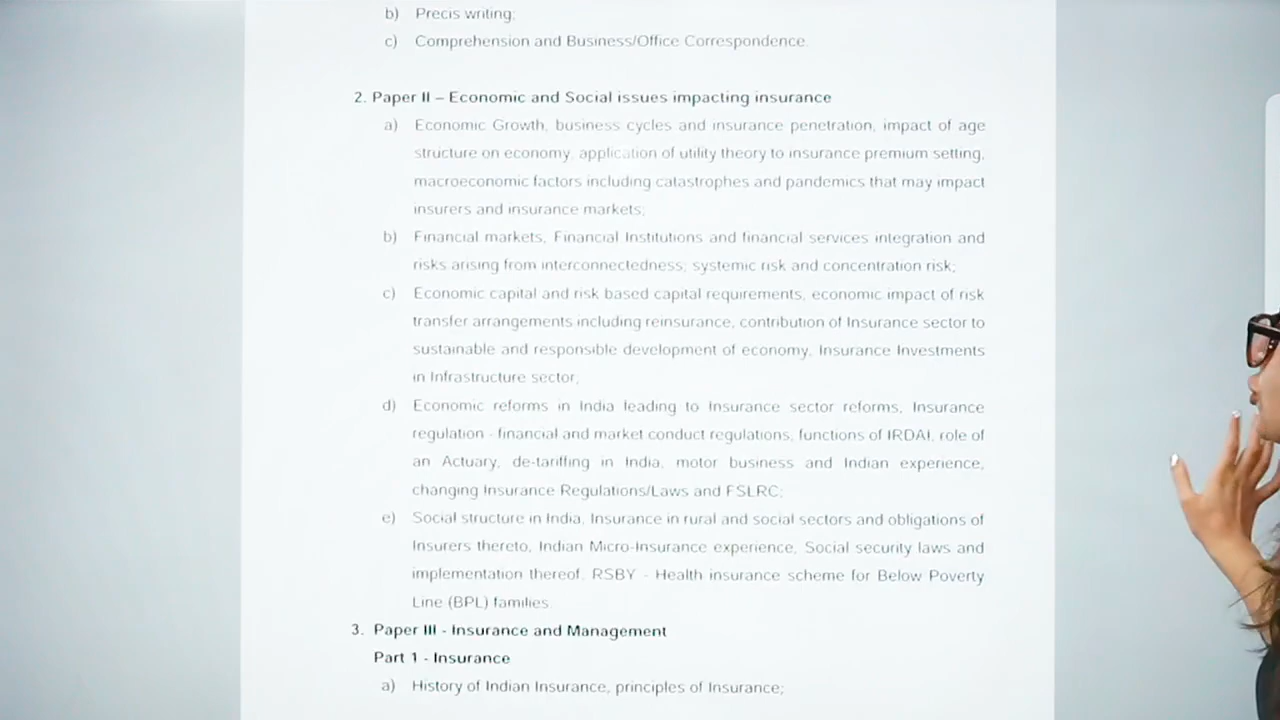 b) Precis writing;
c) Comprehension and Business/Office Correspondence.
2. Paper II – Economic and Social issues impacting insurance
a) Economic Growth, business cycles and insurance penetration, impact of age
structure on economy, application of utility theory to insurance premium setting,
macroeconomic factors including catastrophes and pandemics that may impact
insurers and insurance markets;
b) Financial markets, Financial Institutions and financial services integration and
risks arising from interconnectedness; systemic risk and concentration risk;
c) Economic capital and risk based capital requirements, economic impact of risk
transfer arrangements including reinsurance, contribution of Insurance sector to
sustainable and responsible development of economy, Insurance Investments
in Infrastructure sector;
d) Economic reforms in India leading to Insurance sector reforms, Insurance
regulation - financial and market conduct regulations, functions of IRDAI, role of
an Actuary, de-tariffing in India, motor business and Indian experience,
changing Insurance Regulations/Laws and FSLRC;
e) Social structure in India, Insurance in rural and social sectors and obligations of
Insurers thereto, Indian Micro-Insurance experience, Social security laws and
implementation thereof, RSBY - Health insurance scheme for Below Poverty
Line (BPL) families.
3. Paper III - Insurance and Management
Part 1 - Insurance
a) History of Indian Insurance, principles of Insurance;